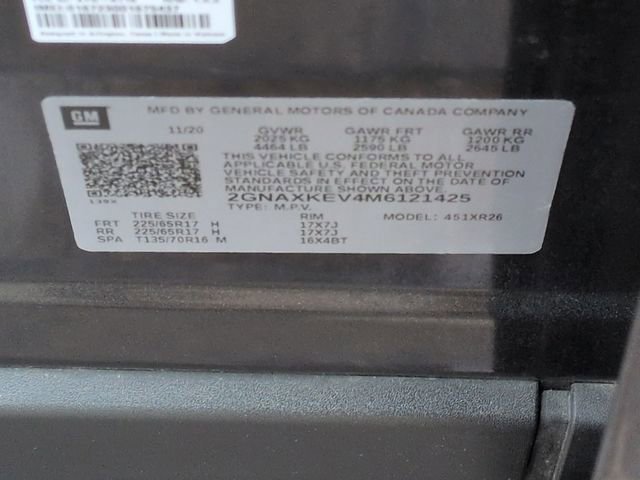 GM
MFD BY GENERAL MOTORS OF CANADA COMPANY
11/20 GVWR GAWR FRT GAWR RR
2025 KG 1175 KG 1200 KG
4464 LB 2590 LB 2645 LB
THIS VEHICLE CONFORMS TO ALL
APPLICABLE U.S. FEDERAL MOTOR
VEHICLE SAFETY AND THEFT PREVENTION
STANDARDS IN EFFECT ON THE DATE OF
MANUFACTURE SHOWN ABOVE.
2GNAXKEV4M6121425
TYPE: M.P.V. MODEL: 451XR26
TIRE SIZE RIM
FRT 225/65R17 H 17X7J
RR 225/65R17 H 17X7J
SPA T135/70R16 M 16X4BT